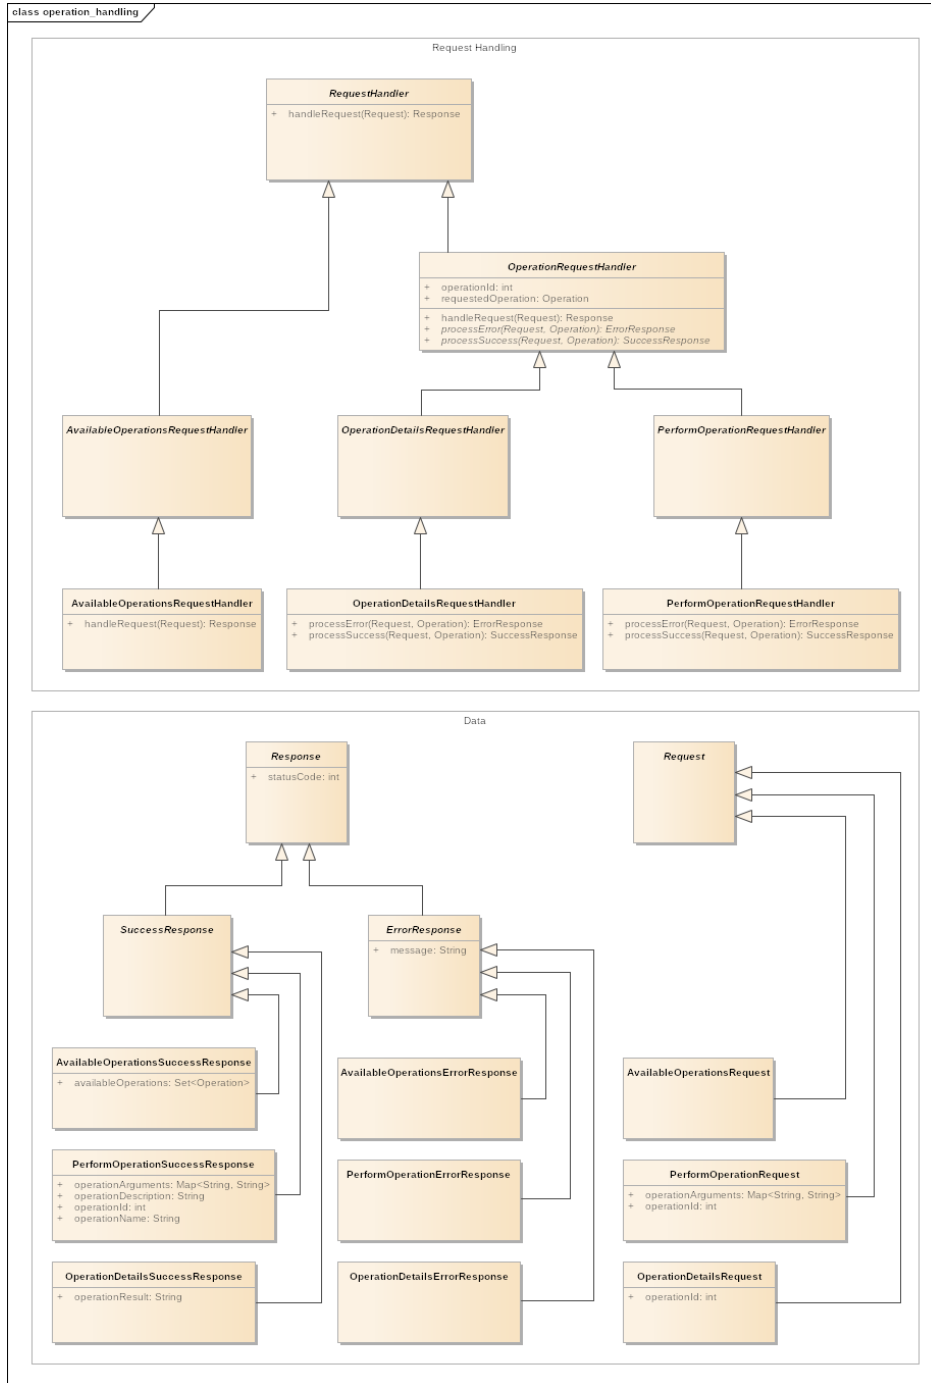 class operation_handling
Request Handling
RequestHandler
+ handleRequest(Request): Response
OperationRequestHandler
+ operationId: int
+ requestedOperation: Operation
+ handleRequest(Request): Response
+ processError(Request, Operation): ErrorResponse
+ processSuccess(Request, Operation): SuccessResponse
AvailableOperationsRequestHandler
OperationDetailsRequestHandler
PerformOperationRequestHandler
AvailableOperationsRequestHandler
+ handleRequest(Request): Response
OperationDetailsRequestHandler
+ processError(Request, Operation): ErrorResponse
+ processSuccess(Request, Operation): SuccessResponse
PerformOperationRequestHandler
+ processError(Request, Operation): ErrorResponse
+ processSuccess(Request, Operation): SuccessResponse
Data
Response
+ statusCode: int
Request
SuccessResponse
ErrorResponse
+ message: String
AvailableOperationsSuccessResponse
+ availableOperations: Set<Operation>
AvailableOperationsErrorResponse
AvailableOperationsRequest
PerformOperationSuccessResponse
+ operationArguments: Map<String, String>
+ operationDescription: String
+ operationId: int
+ operationName: String
PerformOperationErrorResponse
PerformOperationRequest
+ operationArguments: Map<String, String>
+ operationId: int
OperationDetailsSuccessResponse
+ operationResult: String
OperationDetailsErrorResponse
OperationDetailsRequest
+ operationId: int